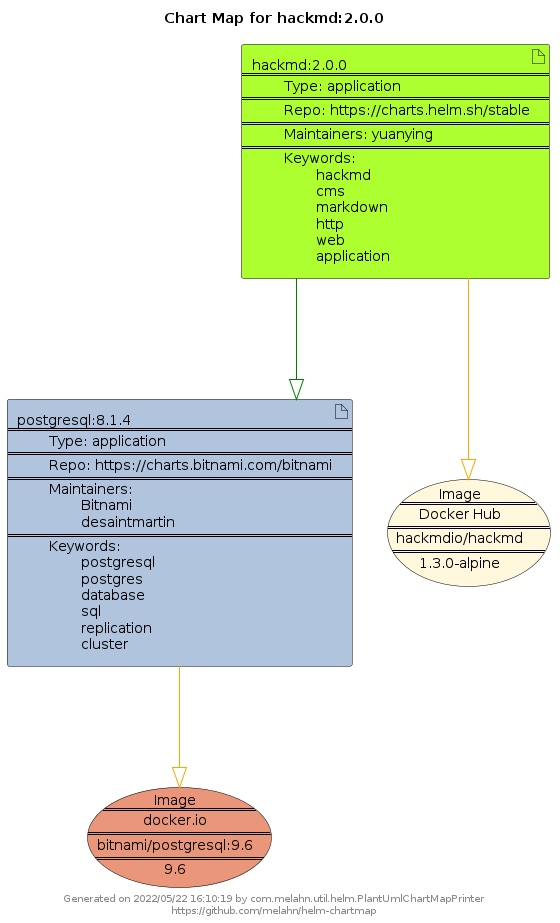 Chart Map for hackmd:2.0.0
hackmd:2.0.0
Type: application
Repo: https://charts.helm.sh/stable
Maintainers: yuanying
Keywords:
hackmd
cms
markdown
http
web
application
postgresql:8.1.4
Type: application
Repo: https://charts.bitnami.com/bitnami
Maintainers:
Bitnami
desaintmartin
Keywords:
postgresql
postgres
database
sql
replication
cluster
Image
Docker Hub
hackmdio/hackmd
1.3.0-alpine
Image
docker.io
bitnami/postgresql:9.6
9.6
Generated on 2022/05/22 16:10:19 by com.melahn.util.helm.PlantUmlChartMapPrinter
https://github.com/melahn/helm-chartmap